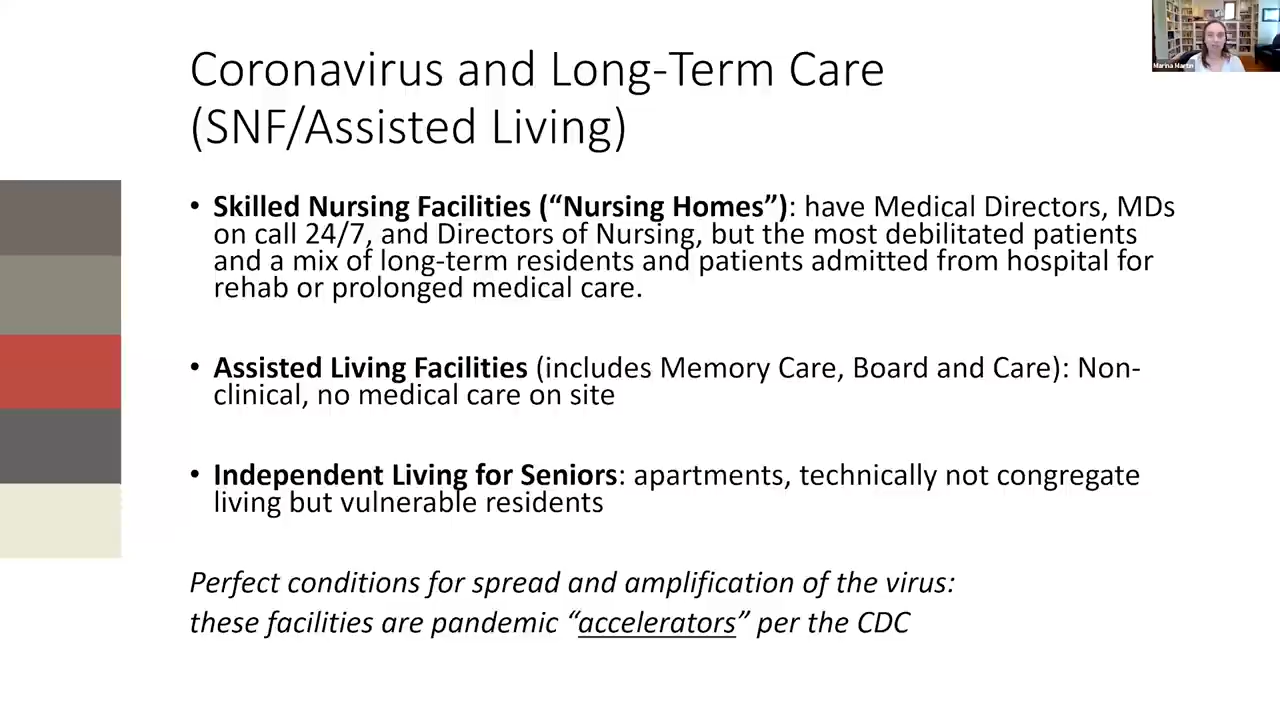 Coronavirus and Long-Term Care
(SNF/Assisted Living)
• Skilled Nursing Facilities (“Nursing Homes”): have Medical Directors, MDs
on call 24/7, and Directors of Nursing, but the most debilitated patients
and a mix of long-term residents and patients admitted from hospital for
rehab or prolonged medical care.
• Assisted Living Facilities (includes Memory Care, Board and Care): Non-
clinical, no medical care on site
• Independent Living for Seniors: apartments, technically not congregate
living but vulnerable residents
Perfect conditions for spread and amplification of the virus:
these facilities are pandemic “accelerators” per the CDC
Marina Martin